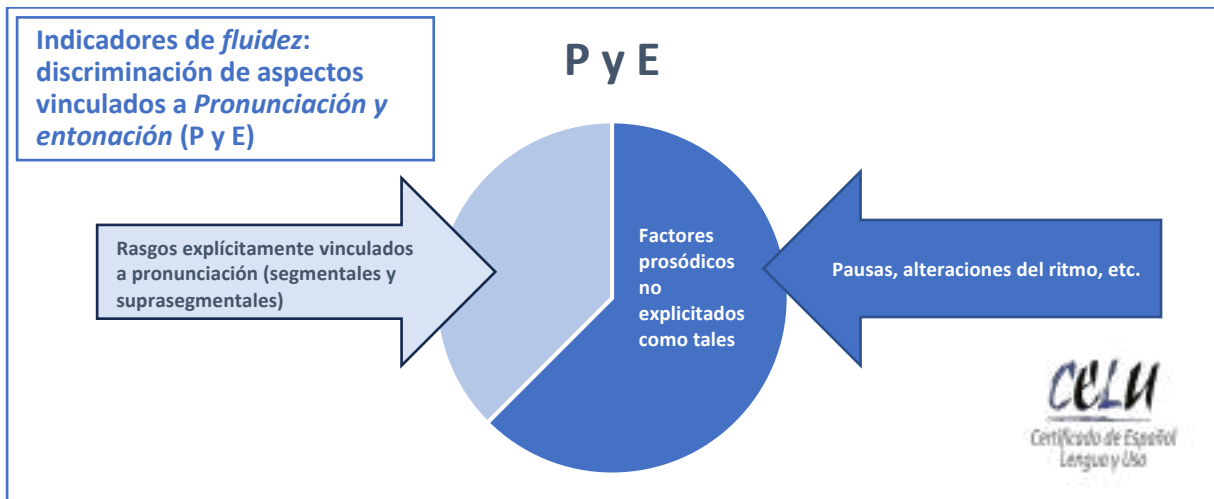 Indicadores de fluidez:
discriminación de aspectos
vinculados a Pronunciación y
entonación (P y E)
P y E
Rasgos explícitamente vinculados
a pronunciación (segmentales y
suprasegmentales)
Factores
prosódicos
no
explicitados
como tales
Pausas, alteraciones del ritmo, etc.
CELU
Certificado de Español
Lengua y Uso